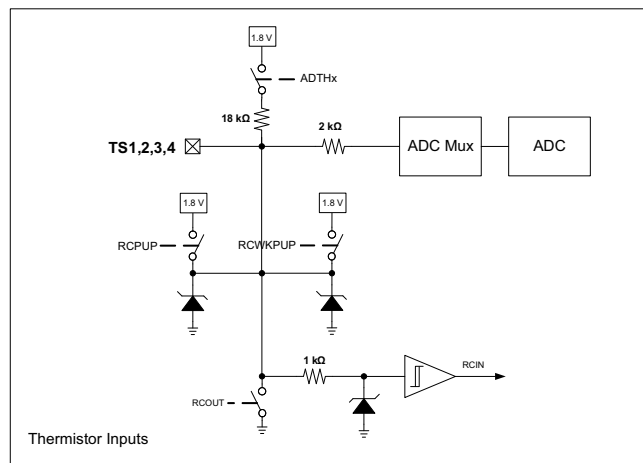 1.8 V
ADTHx
18 kΩ
2 kΩ
TS1,2,3,4
ADC Mux
ADC
1.8 V
1.8 V
RCPUP
RCWKPUP
1 kΩ
RCIN
RCOUT
Thermistor Inputs